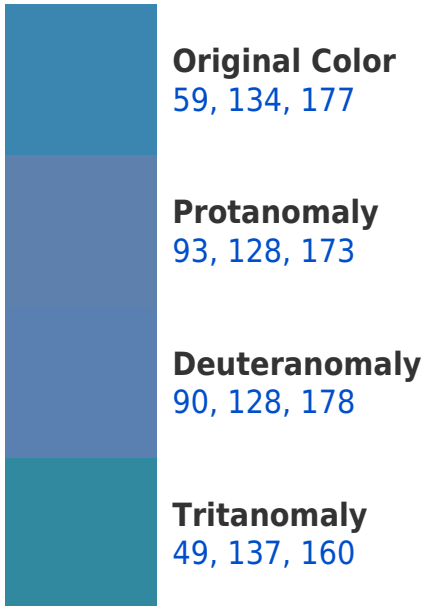 Original Color
59, 134, 177
Protanomaly
93, 128, 173
Deuteranomaly
90, 128, 178
Tritanomaly
49, 137, 160